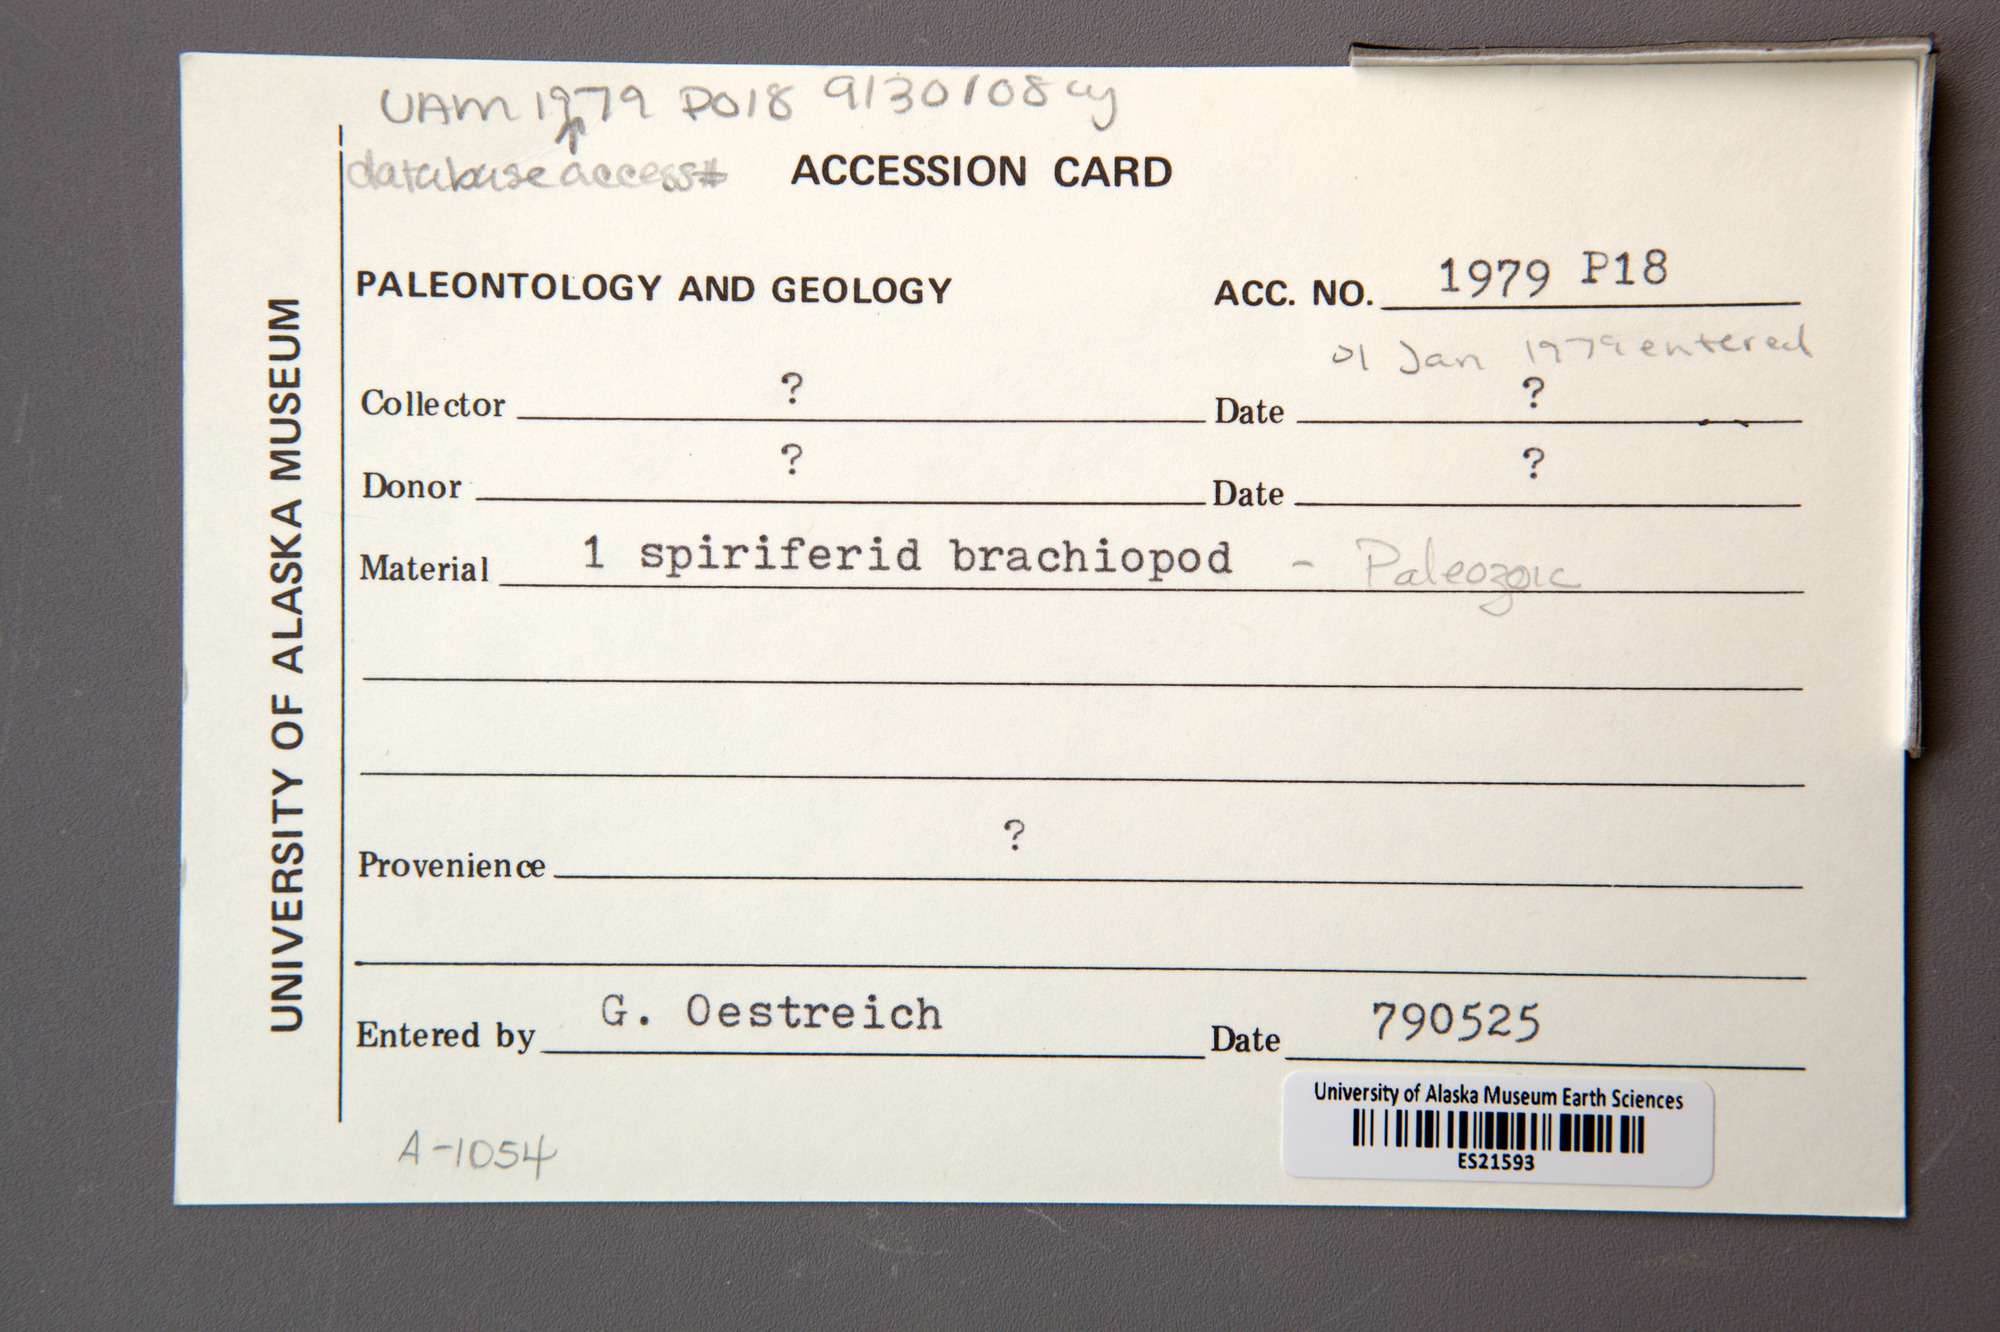 UAM 1979 P018 9/30/08 cy
database access#
ACCESSION CARD
UNIVERSITY OF ALASKA MUSEUM
PALEONTOLOGY AND GEOLOGY ACC. NO. 1979 P18
01 Jan 1979 entered
Collector ? Date ?
Donor ? Date ?
Material 1 spiriferid brachiopod - Paleozoic
Provenience ?
Entered by G. Oestreich Date 790525
University of Alaska Museum Earth Sciences
ES21593
A-1054